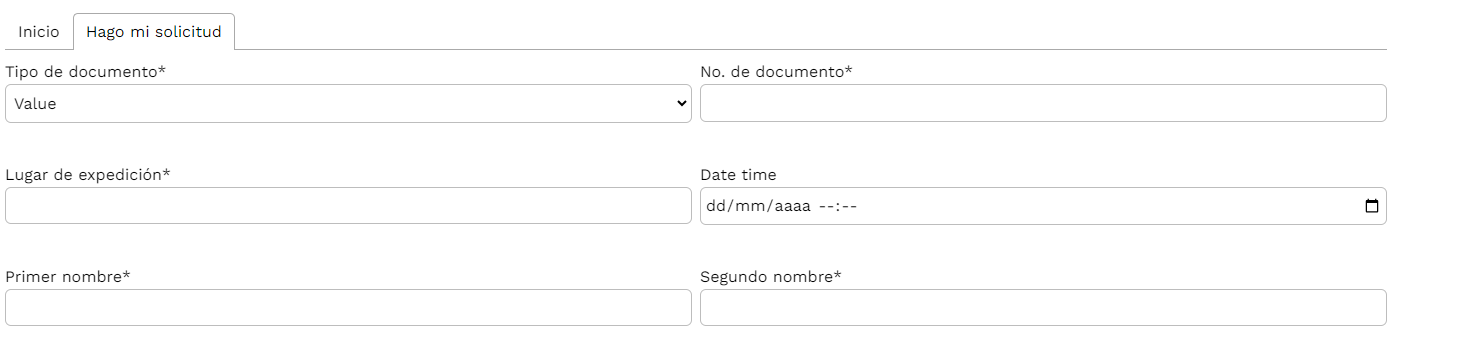 Inicio Hago mi solicitud
Tipo de documento* No. de documento*
Value
Lugar de expedición* Date time
dd/mm/aaaa --:--
Primer nombre* Segundo nombre*